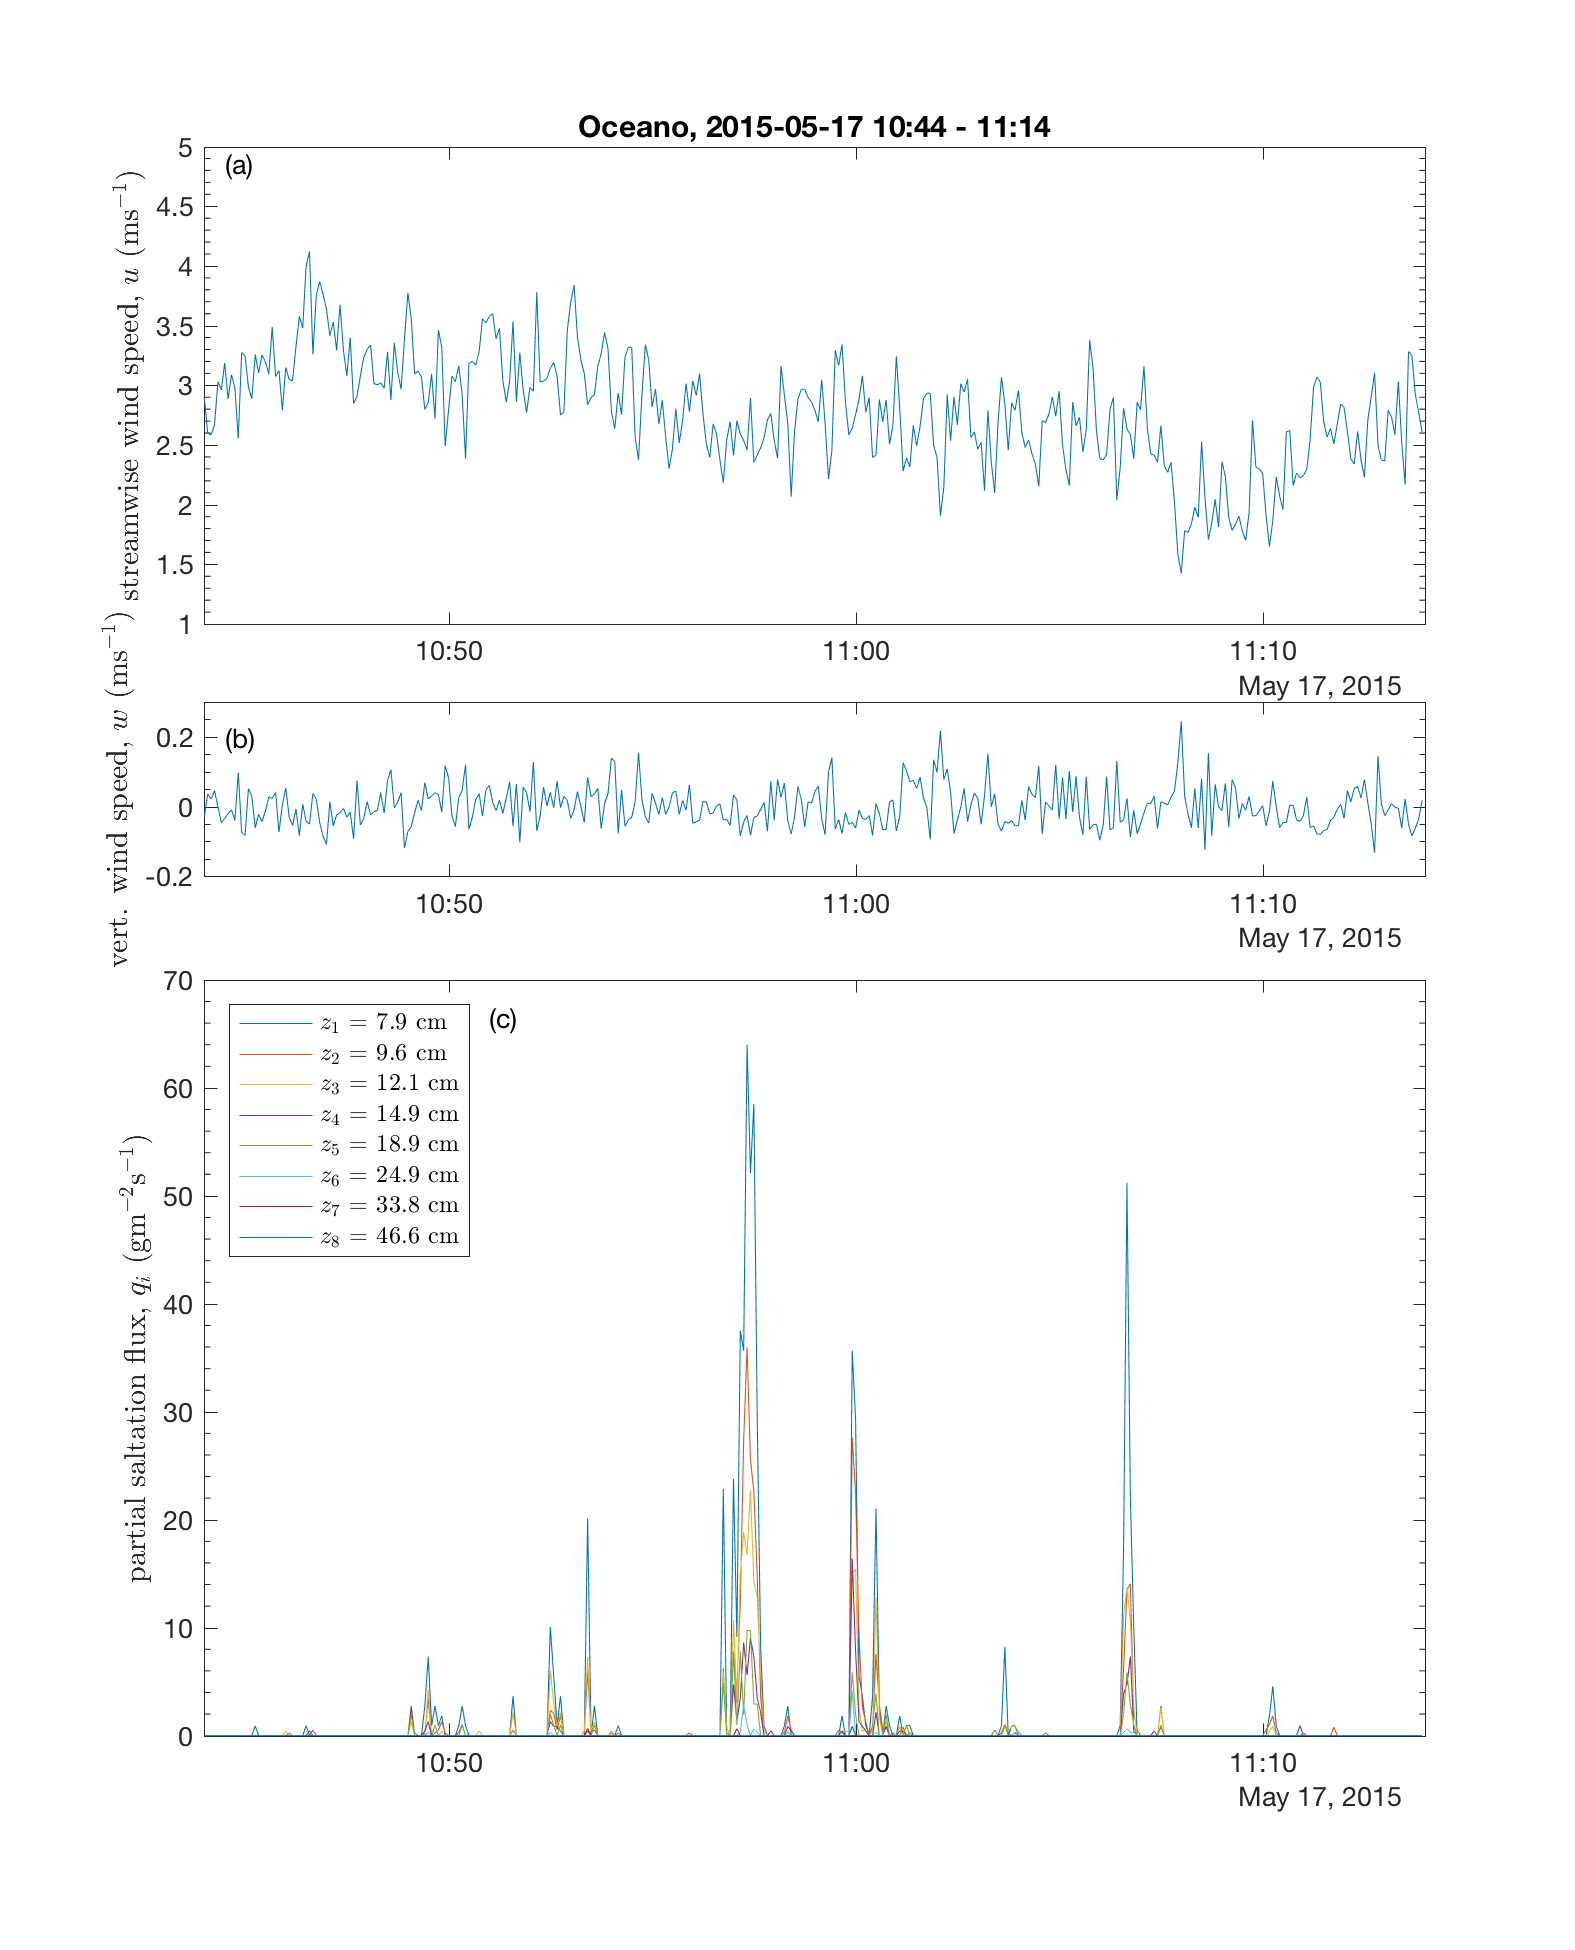 Oceano, 2015-05-17 10:44 - 11:14
(a)
streamwise wind speed, u (ms⁻¹)
5
4.5
4
3.5
3
2.5
2
1.5
1
10:50 11:00 11:10
May 17, 2015
(b)
vert. wind speed, w (ms⁻¹)
0.2
0
-0.2
10:50 11:00 11:10
May 17, 2015
(c)
partial saltation flux, qᵢ (gm⁻²s⁻¹)
70
60
50
40
30
20
10
0
z₁ = 7.9 cm
z₂ = 9.6 cm
z₃ = 12.1 cm
z₄ = 14.9 cm
z₅ = 18.9 cm
z₆ = 24.9 cm
z₇ = 33.8 cm
z₈ = 46.6 cm
10:50 11:00 11:10
May 17, 2015